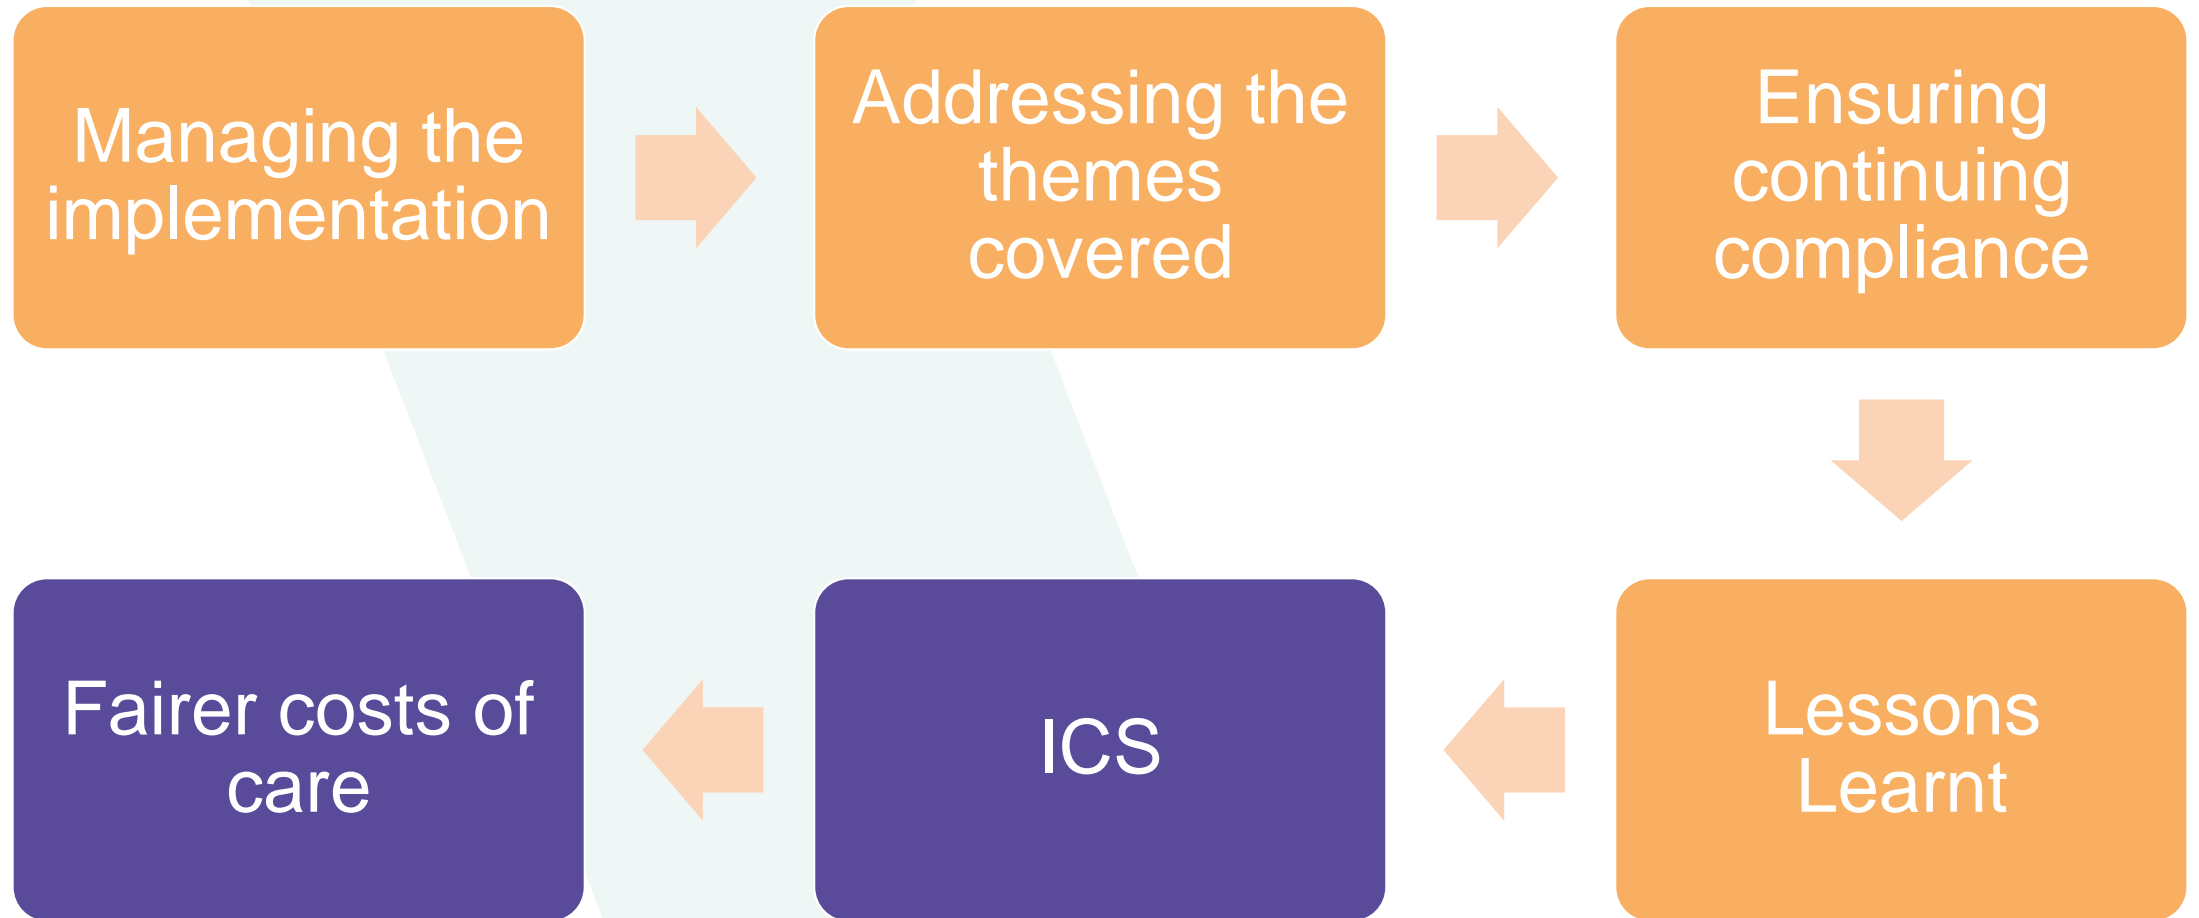 Managing the
implementation
Addressing the
themes
covered
Ensuring
continuing
compliance
Lessons
Learnt
ICS
Fairer costs of
care